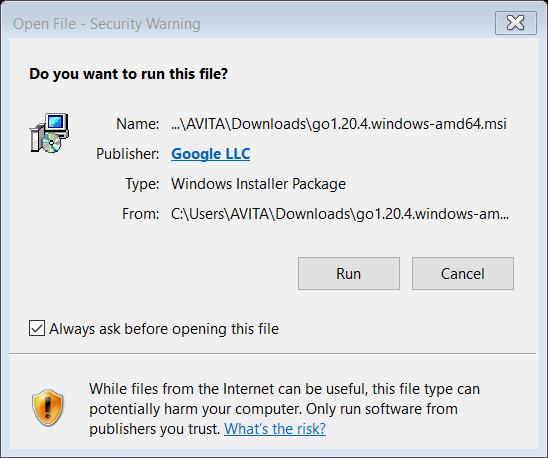 Open File - Security Warning
Do you want to run this file?
Name: ...\AVITA\Downloads\go1.20.4.windows-amd64.msi
Publisher: Google LLC
Type: Windows Installer Package
From: C:\Users\AVITA\Downloads\go1.20.4.windows-am...
Run Cancel
Always ask before opening this file
While files from the Internet can be useful, this file type can
potentially harm your computer. Only run software from
publishers you trust. What's the risk?